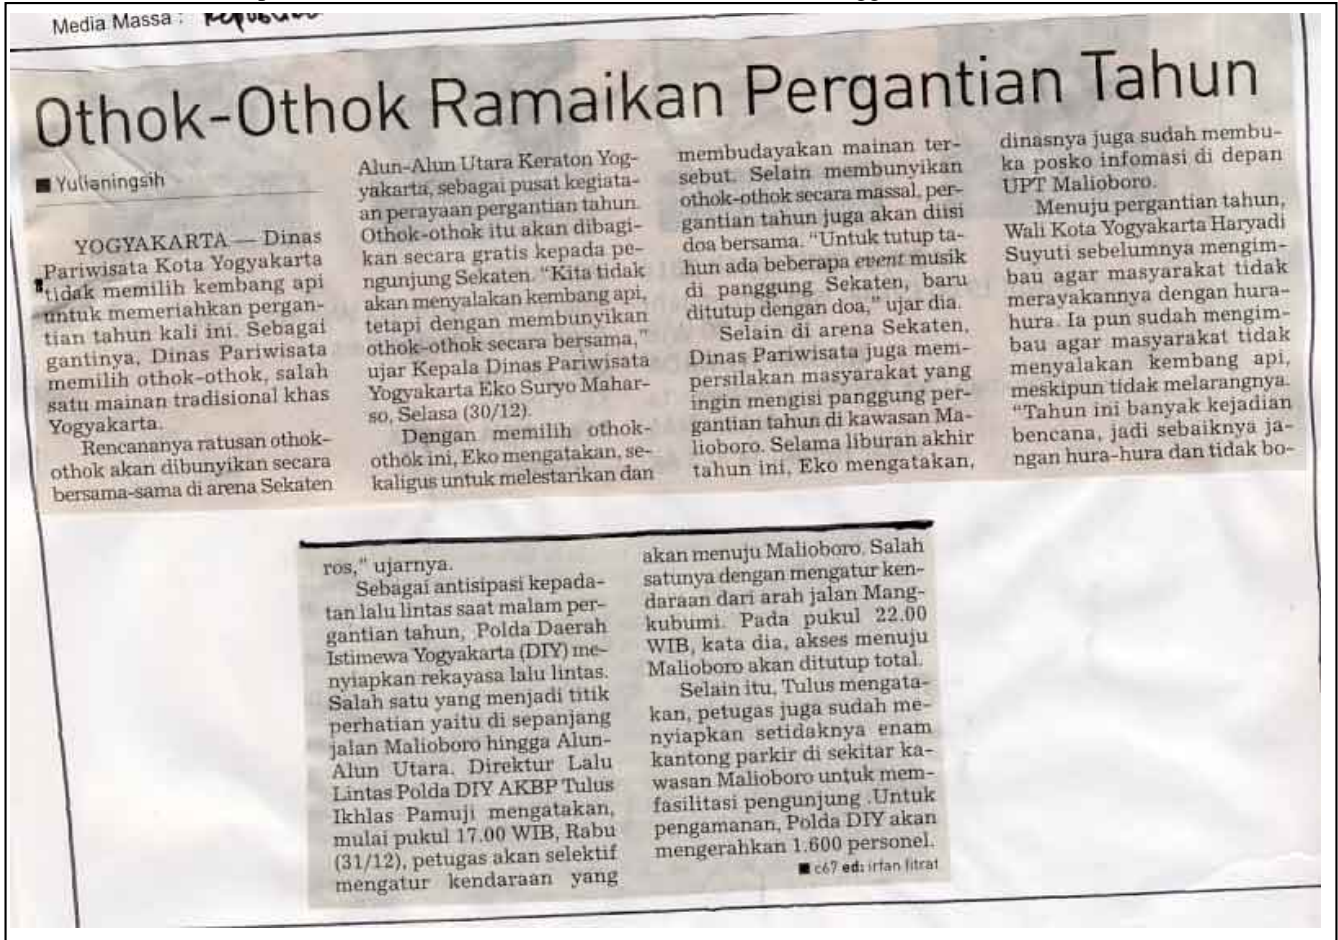 Media Massa : Republika
Othok-Othok Ramaikan Pergantian Tahun
Yulianingsih
YOGYAKARTA — Dinas
Pariwisata Kota Yogyakarta
tidak memilih kembang api
untuk memeriahkan pergan-
tian tahun kali ini. Sebagai
gantinya, Dinas Pariwisata
memilih othok-othok, salah
satu mainan tradisional khas
Yogyakarta.
Rencananya ratusan othok-
othok akan dibunyikan secara
bersama-sama di arena Sekaten
Alun-Alun Utara Keraton Yog-
yakarta, sebagai pusat kegiata-
an perayaan pergantian tahun.
Othok-othok itu akan dibagi-
kan secara gratis kepada pe-
ngunjung Sekaten. "Kita tidak
akan menyalakan kembang api,
tetapi dengan membunyikan
othok-othok secara bersama,"
ujar Kepala Dinas Pariwisata
Yogyakarta Eko Suryo Mahar-
so, Selasa (30/12).
Dengan memilih othok-
othok ini, Eko mengatakan, se-
kaligus untuk melestarikan dan
membudayakan mainan ter-
sebut. Selain membunyikan
othok-othok secara massal, per-
gantian tahun juga akan diisi
doa bersama. "Untuk tutup ta-
hun ada beberapa event musik
di panggung Sekaten, baru
ditutup dengan doa," ujar dia.
Selain di arena Sekaten,
Dinas Pariwisata juga mem-
persilakan masyarakat yang
ingin mengisi panggung per-
gantian tahun di kawasan Ma-
lioboro. Selama liburan akhir
tahun ini, Eko mengatakan,
dinasnya juga sudah membu-
ka posko infomasi di depan
UPT Malioboro.
Menuju pergantian tahun,
Wali Kota Yogyakarta Haryadi
Suyuti sebelumnya mengim-
bau agar masyarakat tidak
merayakannya dengan hura-
hura. Ia pun sudah mengim-
bau agar masyarakat tidak
menyalakan kembang api,
meskipun tidak melarangnya.
"Tahun ini banyak kejadian
bencana, jadi sebaiknya ja-
ngan hura-hura dan tidak bo-
ros," ujarnya.
Sebagai antisipasi kepada-
tan lalu lintas saat malam per-
gantian tahun, Polda Daerah
Istimewa Yogyakarta (DIY) me-
nyiapkan rekayasa lalu lintas.
Salah satu yang menjadi titik
perhatian yaitu di sepanjang
jalan Malioboro hingga Alun-
Alun Utara. Direktur Lalu
Lintas Polda DIY AKBP Tulus
Ikhlas Pamuji mengatakan,
mulai pukul 17.00 WIB, Rabu
(31/12), petugas akan selektif
mengatur kendaraan yang
akan menuju Malioboro. Salah
satunya dengan mengatur ken-
daraan dari arah jalan Mang-
kubumi. Pada pukul 22.00
WIB, kata dia, akses menuju
Malioboro akan ditutup total.
Selain itu, Tulus mengata-
kan, petugas juga sudah me-
nyiapkan setidaknya enam
kantong parkir di sekitar ka-
wasan Malioboro untuk mem-
fasilitasi pengunjung .Untuk
pengamanan, Polda DIY akan
mengerahkan 1.600 personel.
c67 ed: irfan fitrat